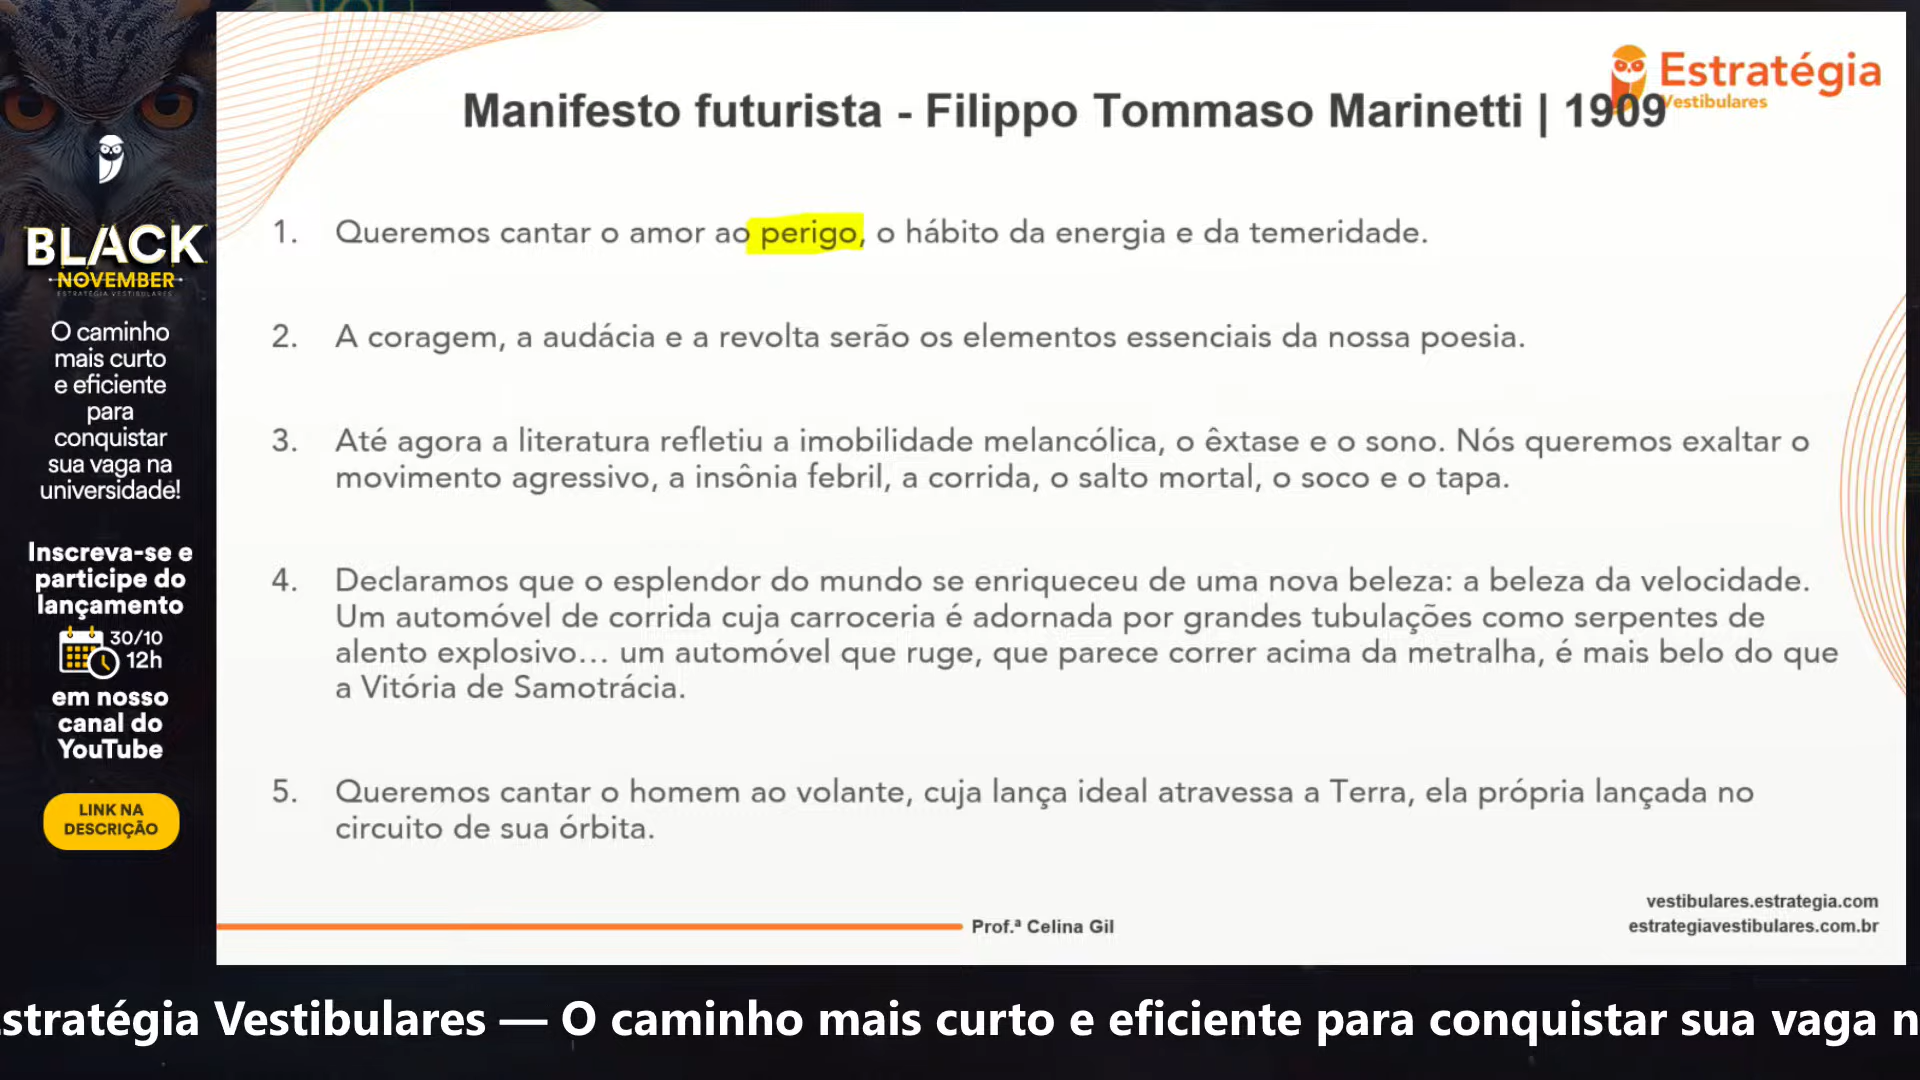 BLACK
NOVEMBER
ESTRATÉGIA VESTIBULARES
O caminho
mais curto
e eficiente
para
conquistar
sua vaga na
universidade!
Inscreva-se e
participe do
lançamento
30/10
12h
em nosso
canal do
YouTube
LINK NA
DESCRIÇÃO
Estratégia
Vestibulares
Manifesto futurista - Filippo Tommaso Marinetti | 1909
1. Queremos cantar o amor ao perigo, o hábito da energia e da temeridade.
2. A coragem, a audácia e a revolta serão os elementos essenciais da nossa poesia.
3. Até agora a literatura refletiu a imobilidade melancólica, o êxtase e o sono. Nós queremos exaltar o
movimento agressivo, a insônia febril, a corrida, o salto mortal, o soco e o tapa.
4. Declaramos que o esplendor do mundo se enriqueceu de uma nova beleza: a beleza da velocidade.
Um automóvel de corrida cuja carroceria é adornada por grandes tubulações como serpentes de
alento explosivo... um automóvel que ruge, que parece correr acima da metralha, é mais belo do que
a Vitória de Samotrácia.
5. Queremos cantar o homem ao volante, cuja lança ideal atravessa a Terra, ela própria lançada no
circuito de sua órbita.
Prof.ª Celina Gil
vestibulares.estrategia.com
estrategiavestibulares.com.br
stratégia Vestibulares — O caminho mais curto e eficiente para conquistar sua vaga n